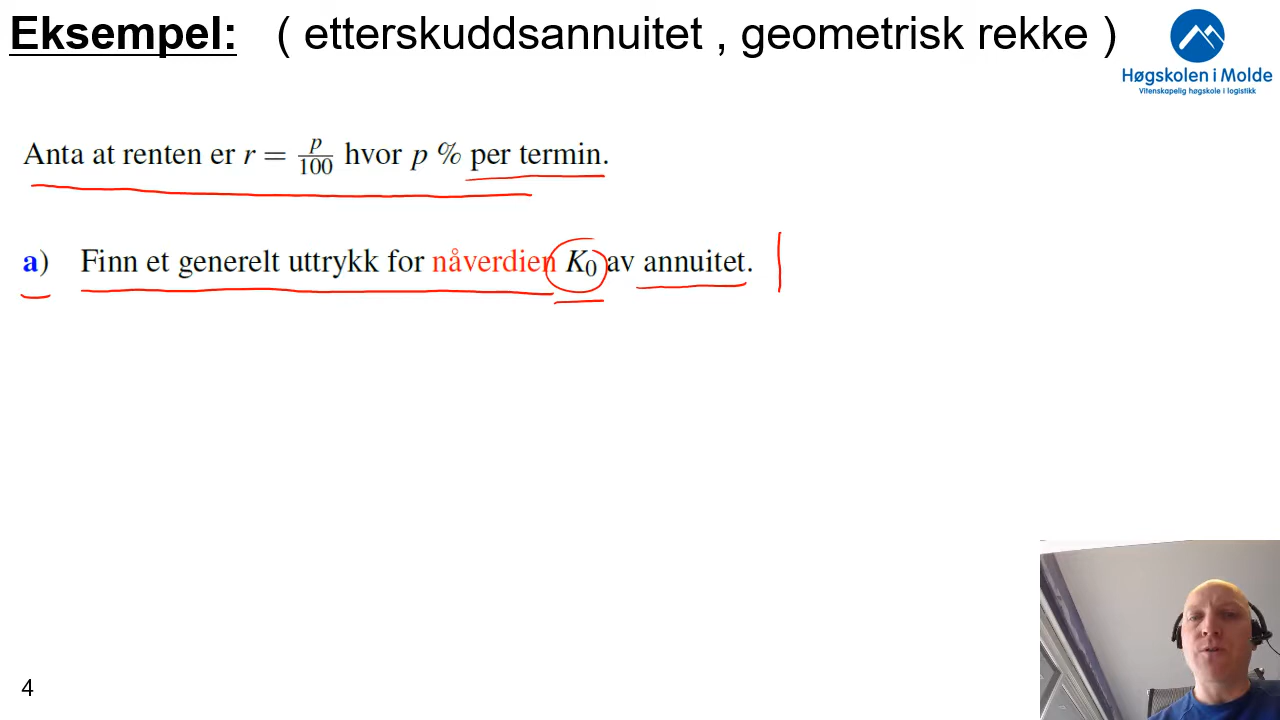 Eksempel: ( etterskuddsannuitet , geometrisk rekke )
Høgskolen i Molde
Vitenskapelig høgskole i logistikk
Anta at renten er r = p/100 hvor p % per termin.
a) Finn et generelt uttrykk for nåverdien K₀ av annuitet.
4